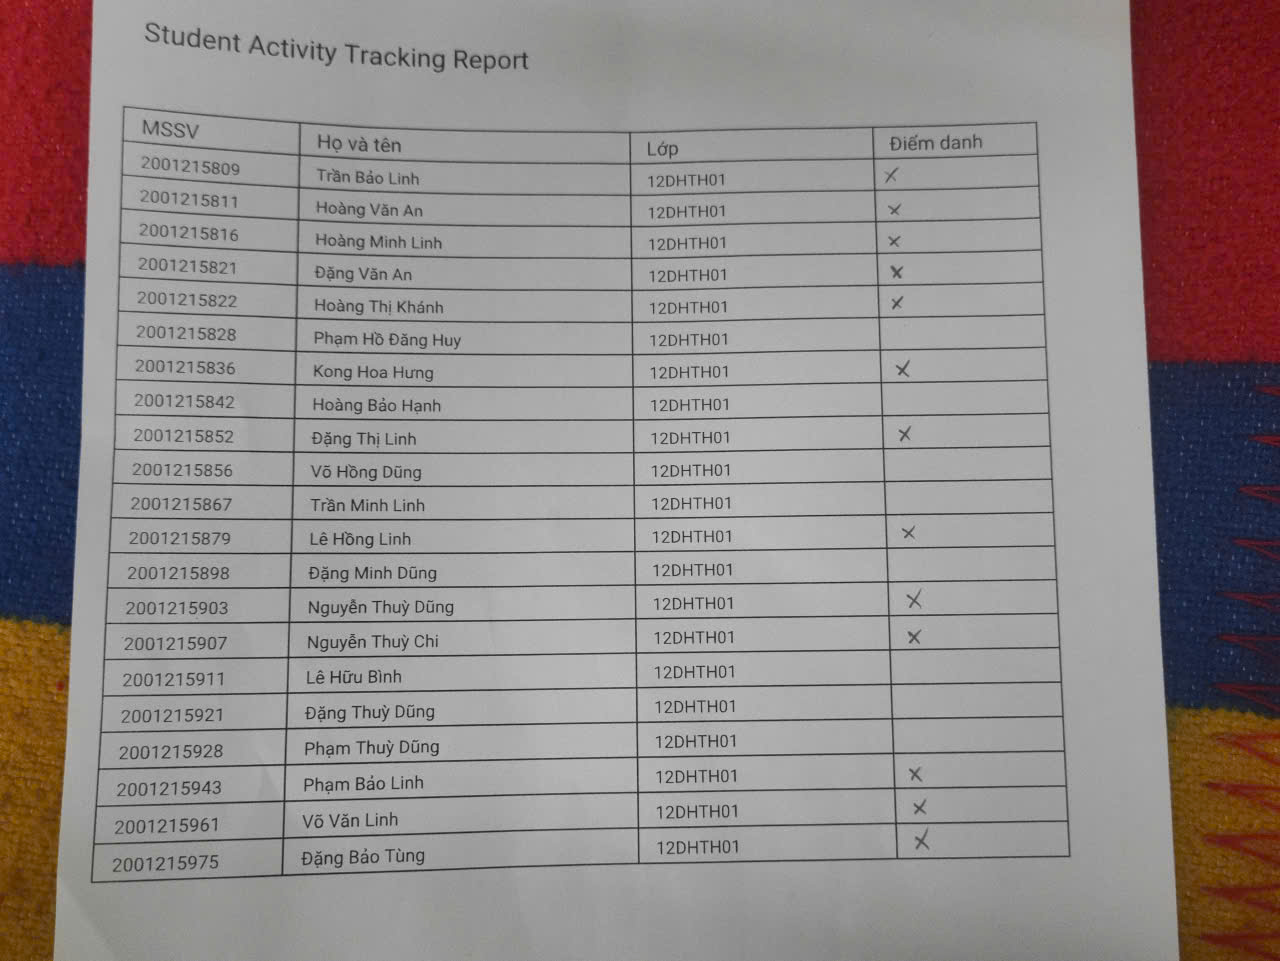 Student Activity Tracking Report
MSSV Họ và tên Lớp Điểm danh
2001215809 Trần Bảo Linh 12DHTH01 X
2001215811 Hoàng Văn An 12DHTH01 X
2001215816 Hoàng Minh Linh 12DHTH01 X
2001215821 Đặng Văn An 12DHTH01 X
2001215822 Hoàng Thị Khánh 12DHTH01 X
2001215828 Phạm Hồ Đăng Huy 12DHTH01
2001215836 Kong Hoa Hưng 12DHTH01 X
2001215842 Hoàng Bảo Hạnh 12DHTH01
2001215852 Đặng Thị Linh 12DHTH01 X
2001215856 Võ Hồng Dũng 12DHTH01
2001215867 Trần Minh Linh 12DHTH01
2001215879 Lê Hồng Linh 12DHTH01 X
2001215898 Đặng Minh Dũng 12DHTH01
2001215903 Nguyễn Thuỳ Dũng 12DHTH01 X
2001215907 Nguyễn Thuỳ Chi 12DHTH01 X
2001215911 Lê Hữu Bình 12DHTH01
2001215921 Đặng Thuỳ Dũng 12DHTH01
2001215928 Phạm Thuỳ Dũng 12DHTH01
2001215943 Phạm Bảo Linh 12DHTH01 X
2001215961 Võ Văn Linh 12DHTH01 X
2001215975 Đặng Bảo Tùng 12DHTH01 X